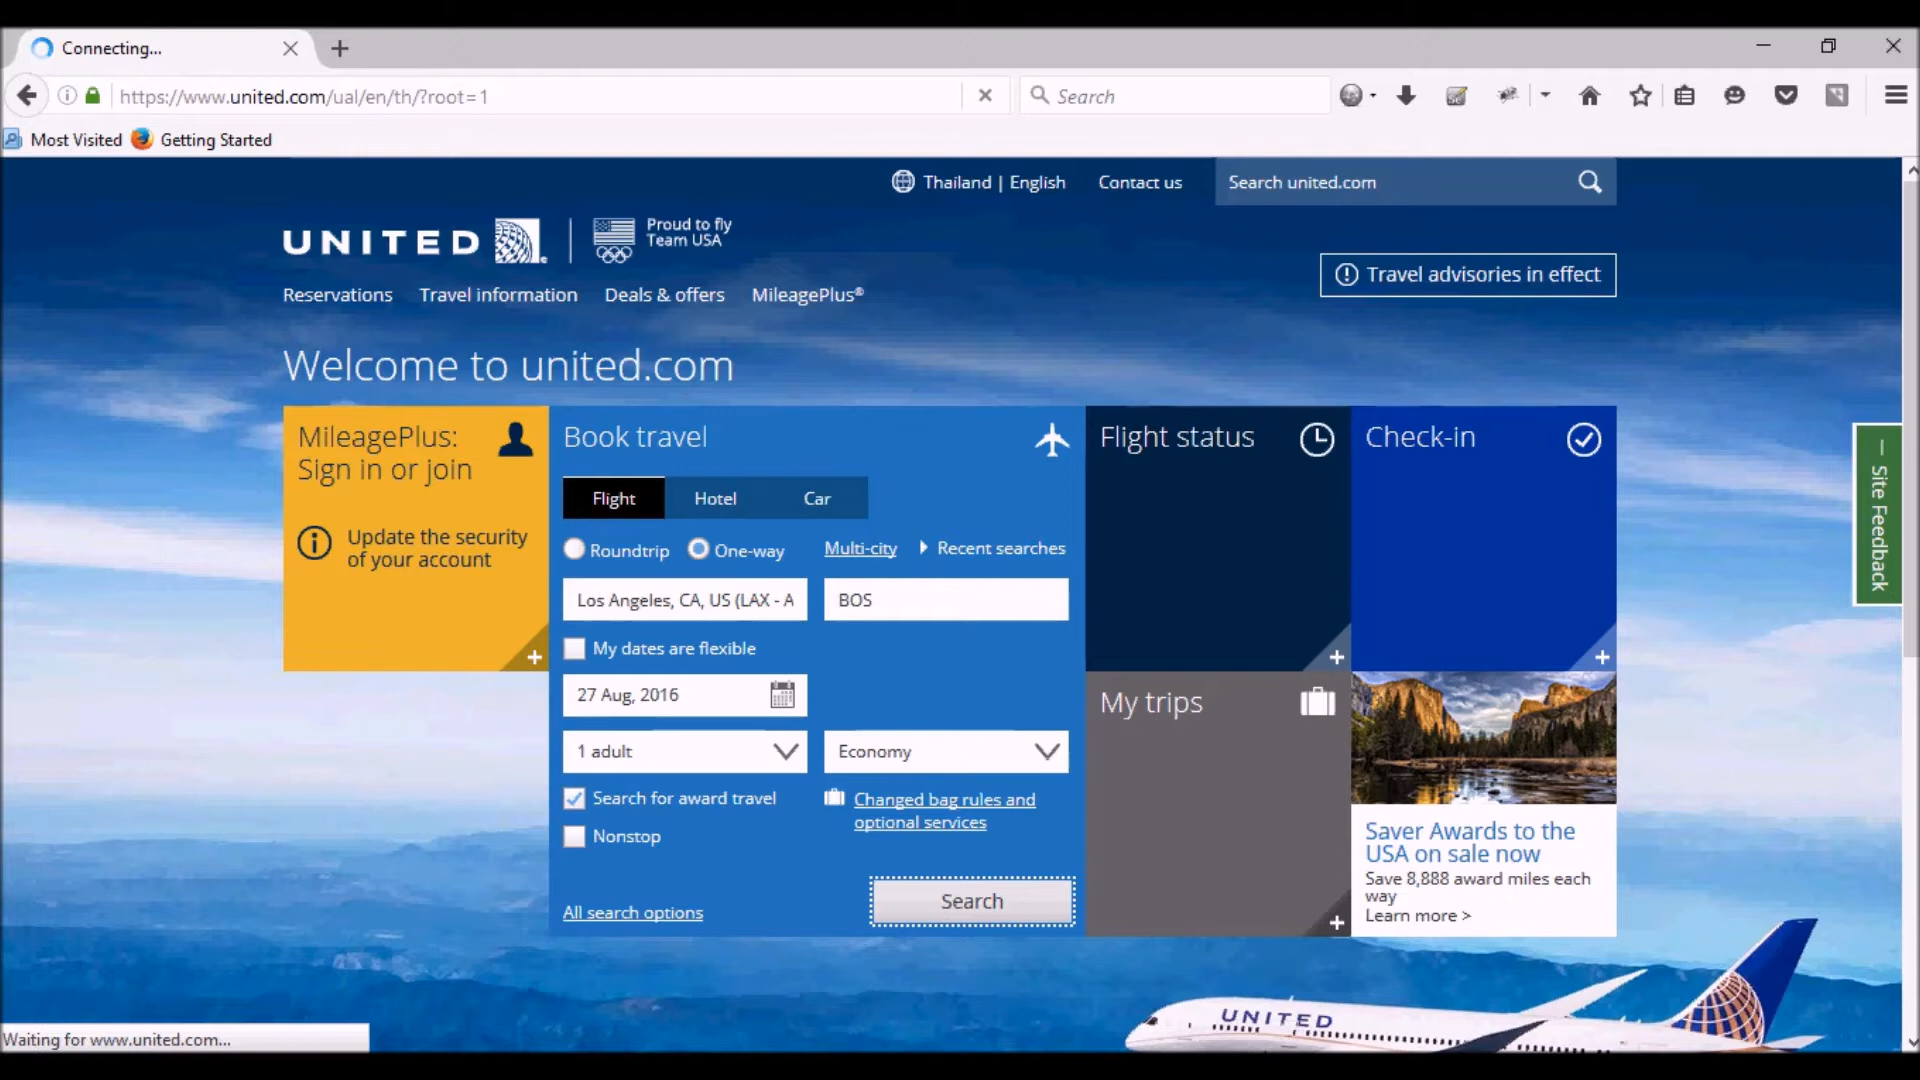 Connecting...
https://www.united.com/ual/en/th/?root=1
Search
Most Visited
Getting Started
Thailand | English
Contact us
Search united.com
UNITED
Proud to fly
Team USA
Travel advisories in effect
Reservations
Travel information
Deals & offers
MileagePlus®
Welcome to united.com
MileagePlus:
Sign in or join
Update the security
of your account
Book travel
Flight
Hotel
Car
Roundtrip
One-way
Multi-city
Recent searches
Los Angeles, CA, US (LAX - A
BOS
My dates are flexible
27 Aug, 2016
1 adult
Economy
Search for award travel
Changed bag rules and
optional services
Nonstop
All search options
Search
Flight status
Check-in
My trips
Saver Awards to the
USA on sale now
Save 8,888 award miles each
way
Learn more >
Site Feedback
UNITED
Waiting for www.united.com...